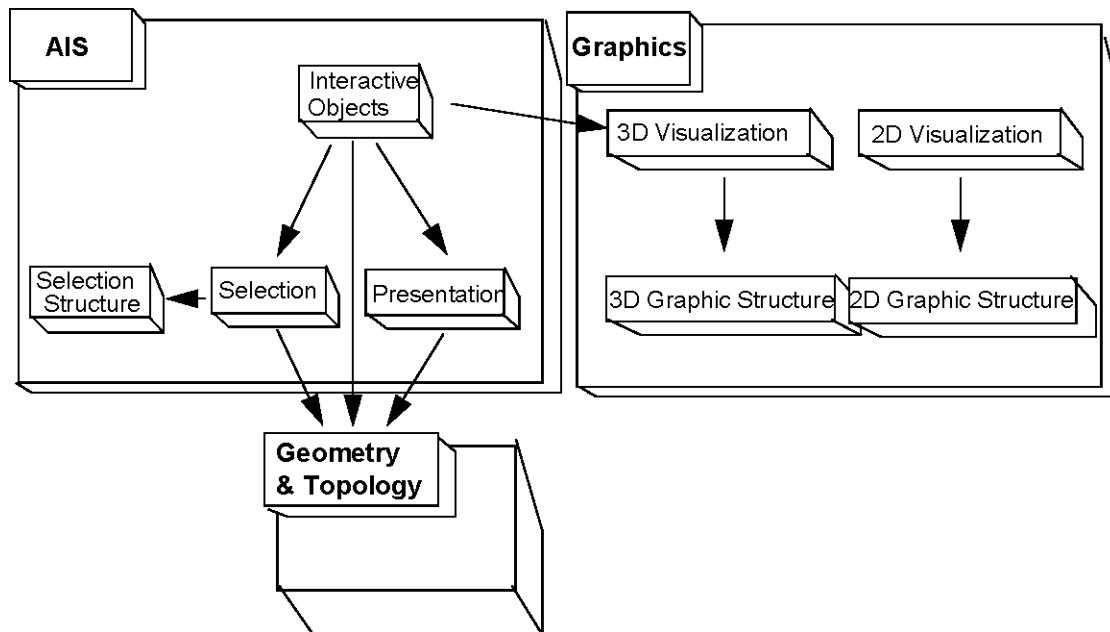 AIS
Graphics
Interactive
Objects
3D Visualization
2D Visualization
Selection
Structure
Selection
Presentation
3D Graphic Structure
2D Graphic Structure
Geometry
& Topology